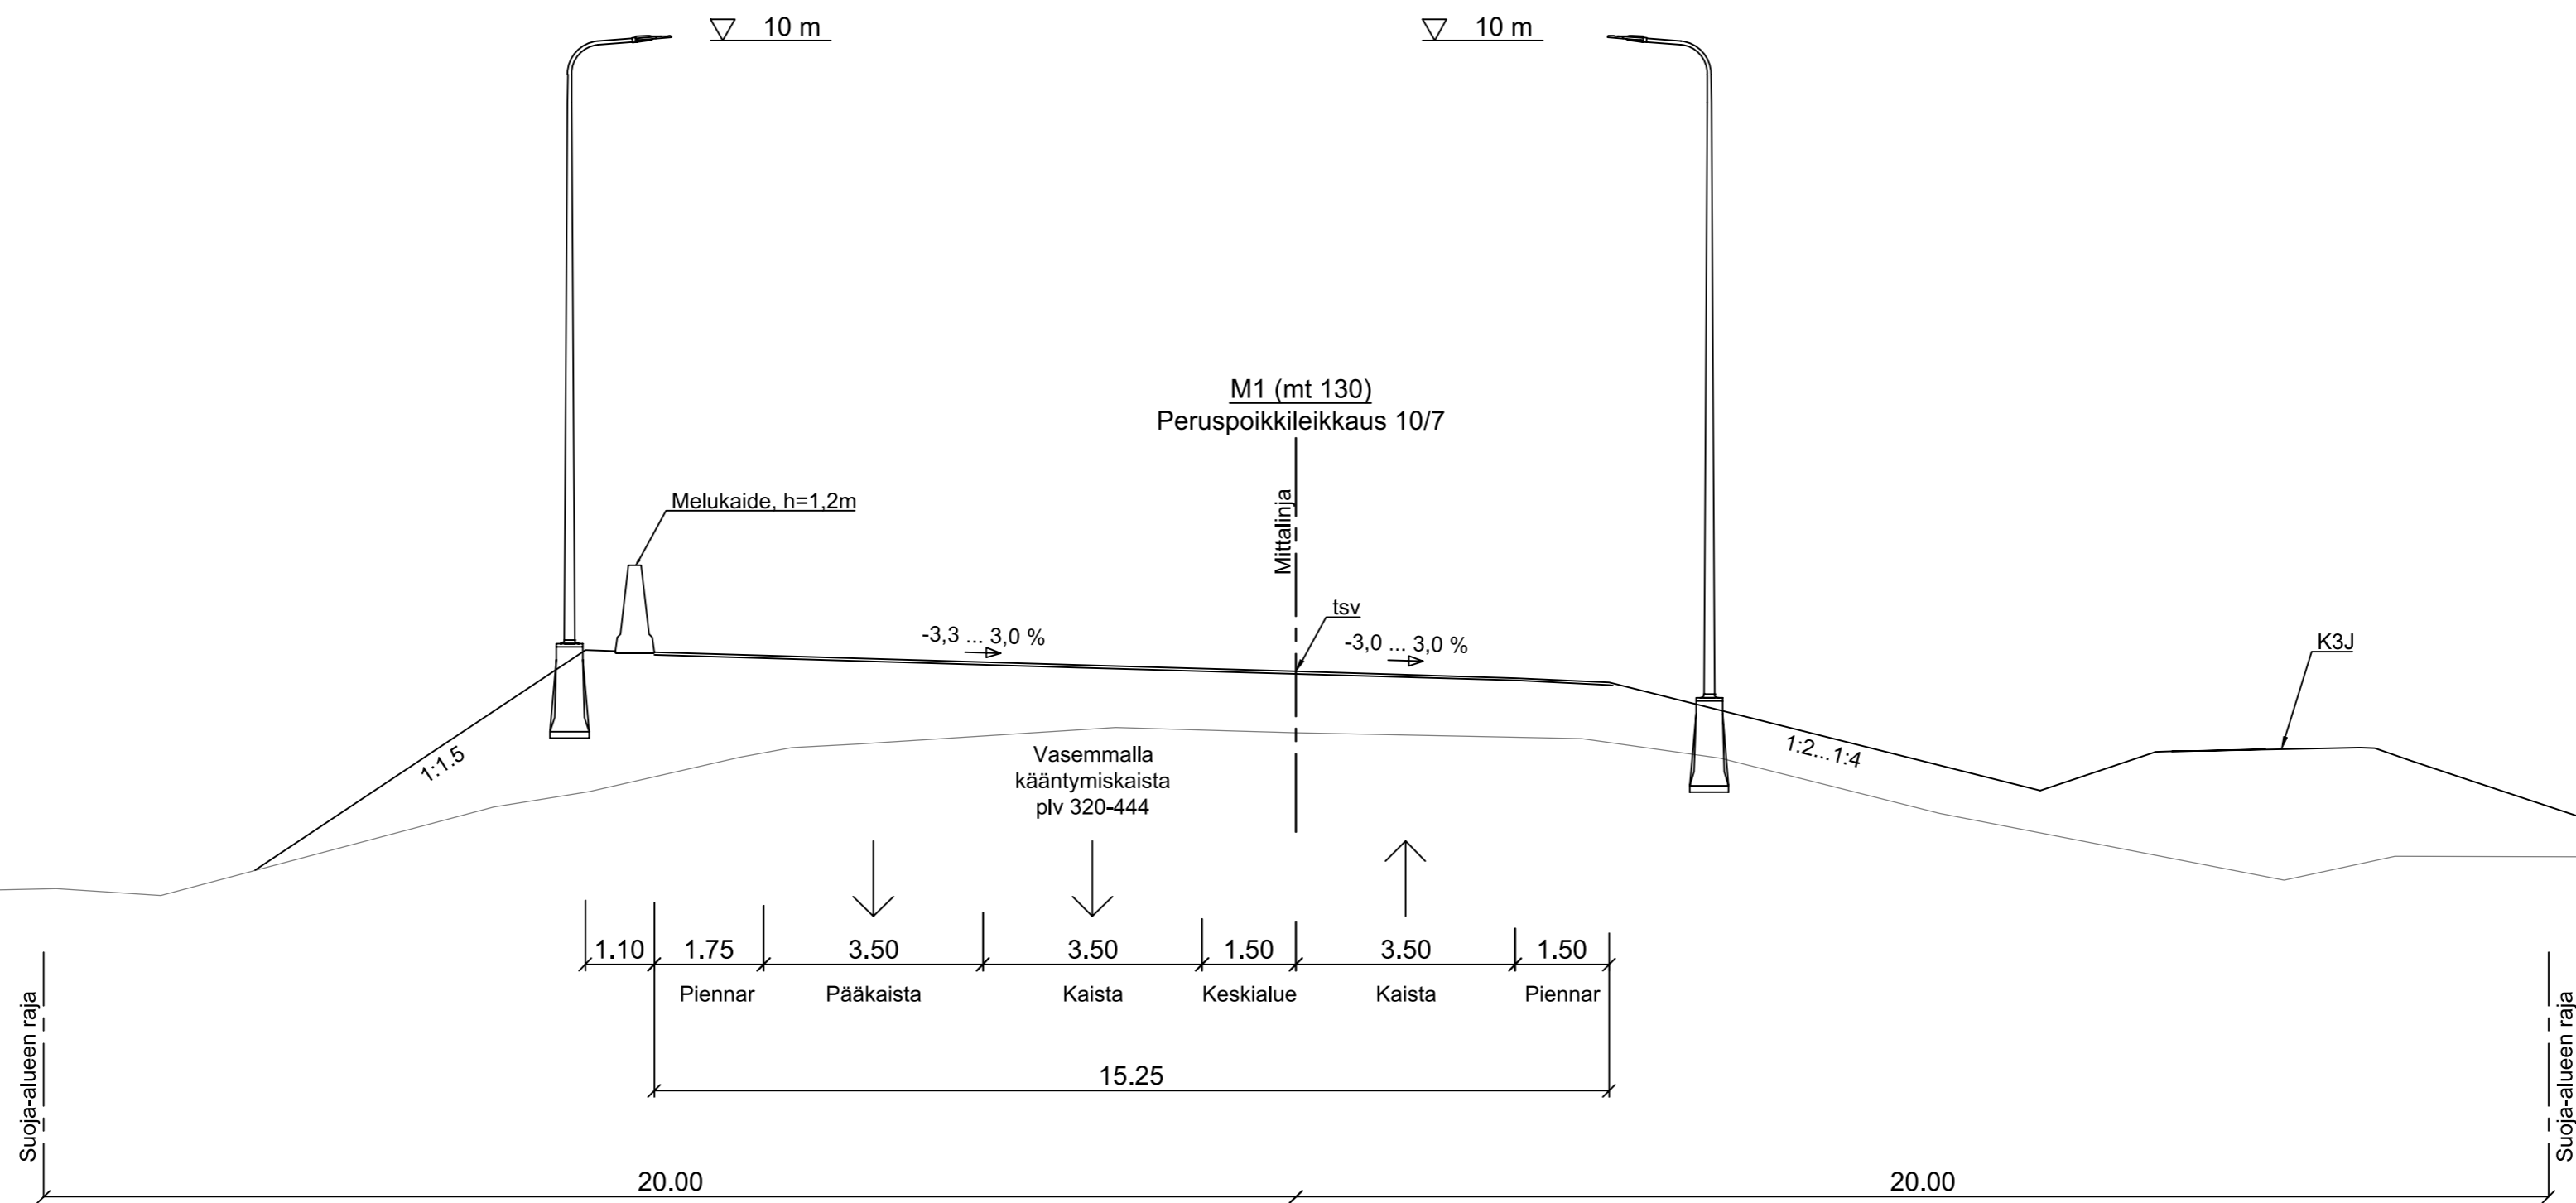 10 m
10 m
M1 (mt 130)
Peruspoikkileikkaus 10/7
Melukaide, h=1,2m
Mittalinja
tsv
-3,3 ... 3,0 %
-3,0 ... 3,0 %
K3J
1:1.5
1:2...1:4
Vasemmalla
kääntymiskaista
plv 320-444
1.10 1.75 3.50 3.50 1.50 3.50 1.50
Piennar Pääkaista Kaista Keskialue Kaista Piennar
15.25
Suoja-alueen raja
Suoja-alueen raja
20.00 20.00